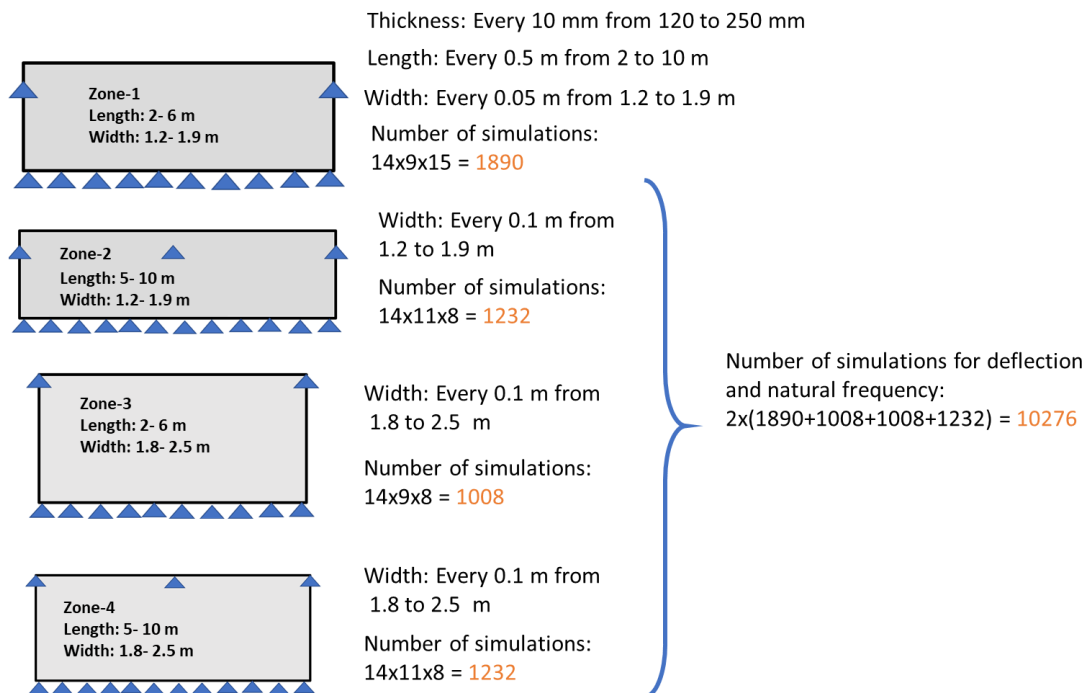 Thickness: Every 10 mm from 120 to 250 mm
Length: Every 0.5 m from 2 to 10 m
Zone-1
Length: 2- 6 m
Width: 1.2- 1.9 m
Width: Every 0.05 m from 1.2 to 1.9 m
Number of simulations:
14x9x15 = 1890
Zone-2
Length: 5- 10 m
Width: 1.2- 1.9 m
Width: Every 0.1 m from
1.2 to 1.9 m
Number of simulations:
14x11x8 = 1232
Zone-3
Length: 2- 6 m
Width: 1.8- 2.5 m
Width: Every 0.1 m from
1.8 to 2.5 m
Number of simulations:
14x9x8 = 1008
Zone-4
Length: 5- 10 m
Width: 1.8- 2.5 m
Width: Every 0.1 m from
1.8 to 2.5 m
Number of simulations:
14x11x8 = 1232
Number of simulations for deflection
and natural frequency:
2x(1890+1008+1008+1232) = 10276